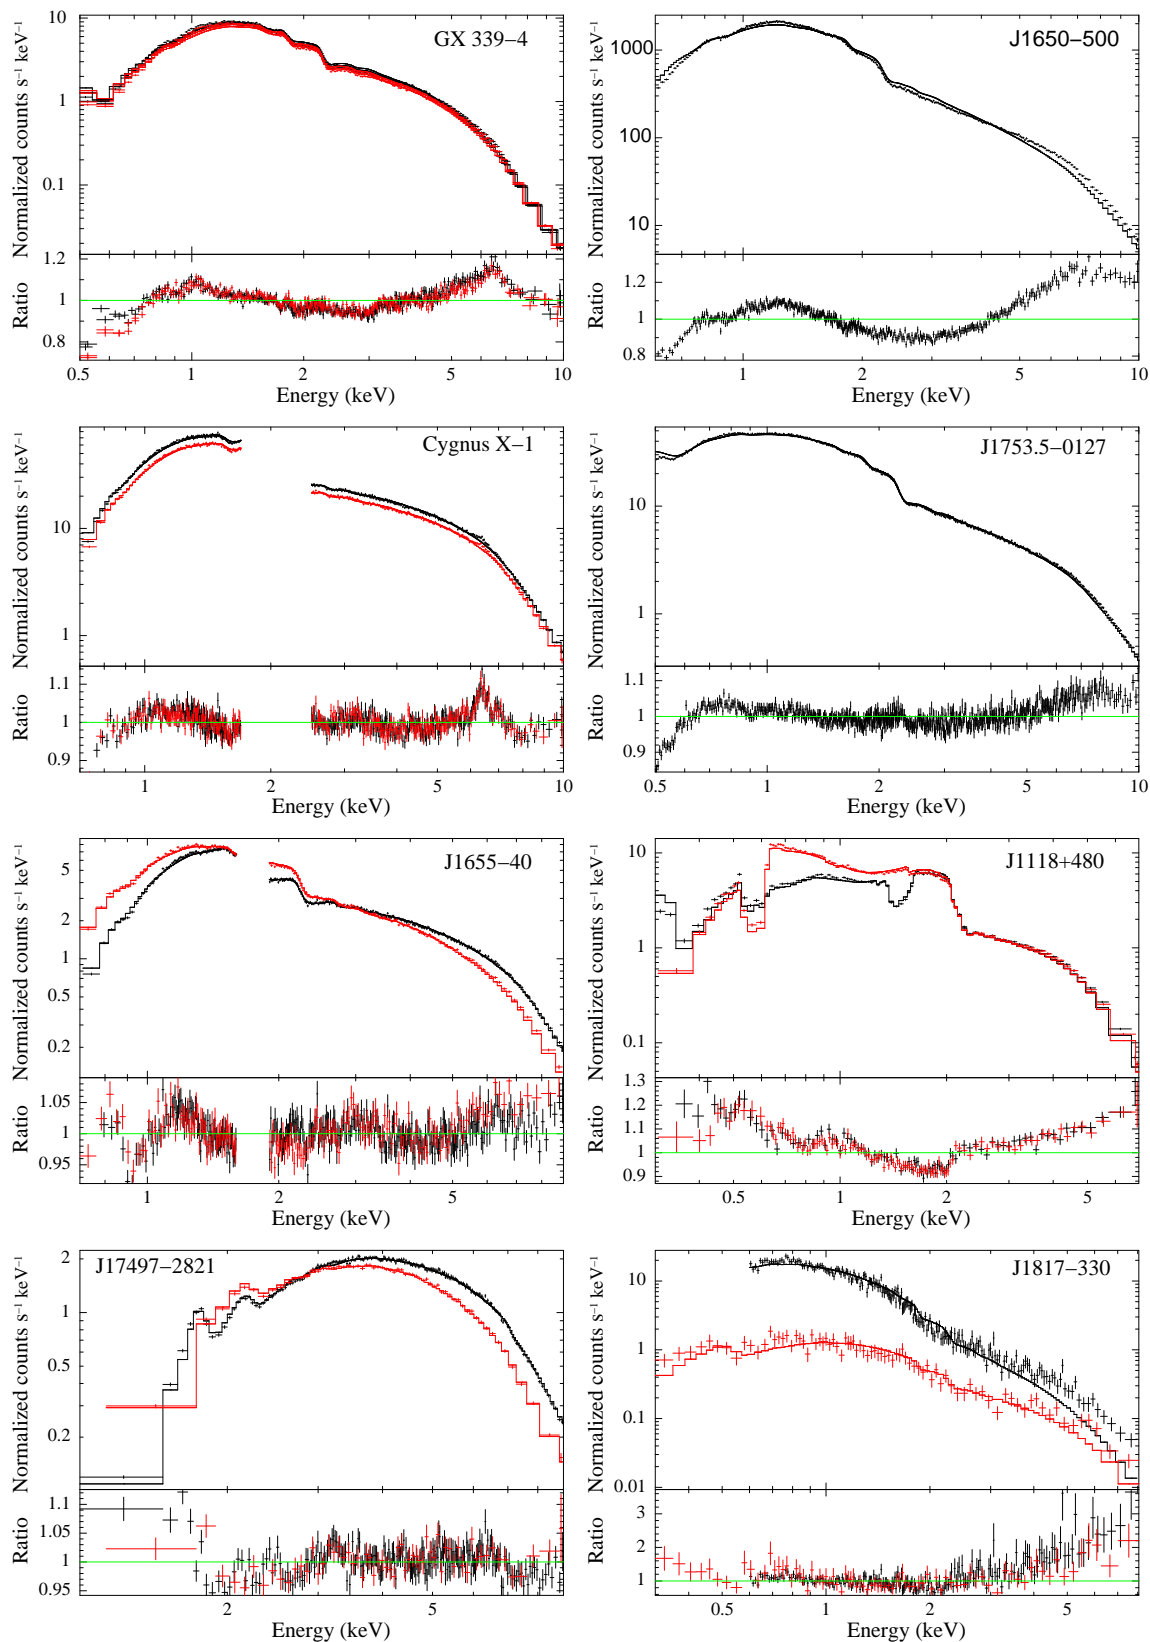 GX 339−4
Normalized counts s⁻¹ keV⁻¹
10
1
0.1
Ratio
1.2
1
0.8
0.5 1 2 5 10
Energy (keV)
J1650−500
Normalized counts s⁻¹ keV⁻¹
1000
100
10
Ratio
1.2
1
0.8
1 2 5 10
Energy (keV)
Cygnus X−1
Normalized counts s⁻¹ keV⁻¹
10
1
Ratio
1.1
1
0.9
1 2 5 10
Energy (keV)
J1753.5−0127
Normalized counts s⁻¹ keV⁻¹
10
1
Ratio
1.1
1
0.9
0.5 1 2 5 10
Energy (keV)
J1655−40
Normalized counts s⁻¹ keV⁻¹
5
2
1
0.5
0.2
Ratio
1.05
1
0.95
1 2 5
Energy (keV)
J1118+480
Normalized counts s⁻¹ keV⁻¹
10
1
0.1
Ratio
1.3
1.2
1.1
1
0.9
0.5 1 2 5
Energy (keV)
J17497−2821
Normalized counts s⁻¹ keV⁻¹
2
1
0.5
0.2
Ratio
1.1
1.05
1
0.95
2 5
Energy (keV)
J1817−330
Normalized counts s⁻¹ keV⁻¹
10
1
0.1
0.01
Ratio
3
2
1
0.5 1 2 5
Energy (keV)